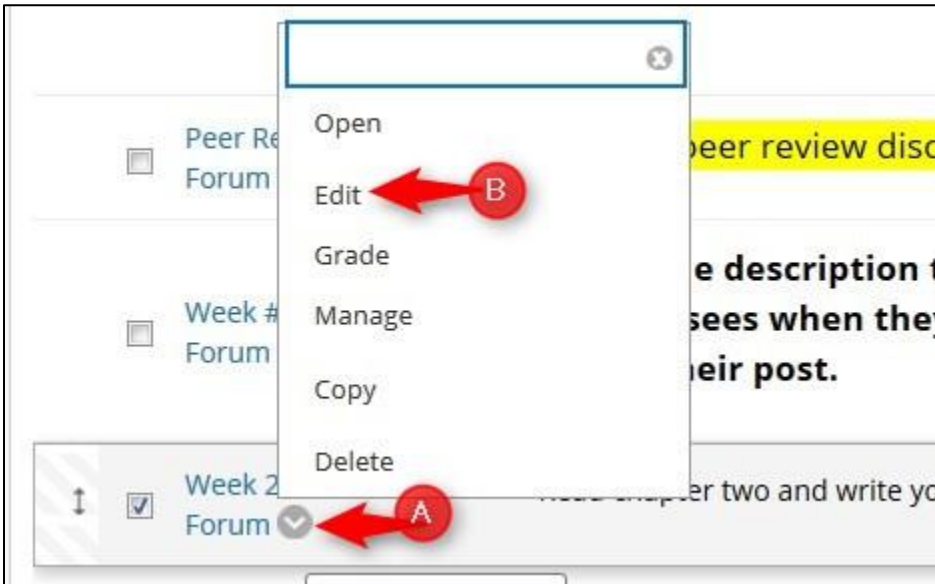 Open
Peer Re
Forum
peer review disc
Edit
B
Grade
Manage
Week #
Forum
e description t
sees when they
eir post.
Copy
Delete
Week 2
Forum
chapter two and write yo
A